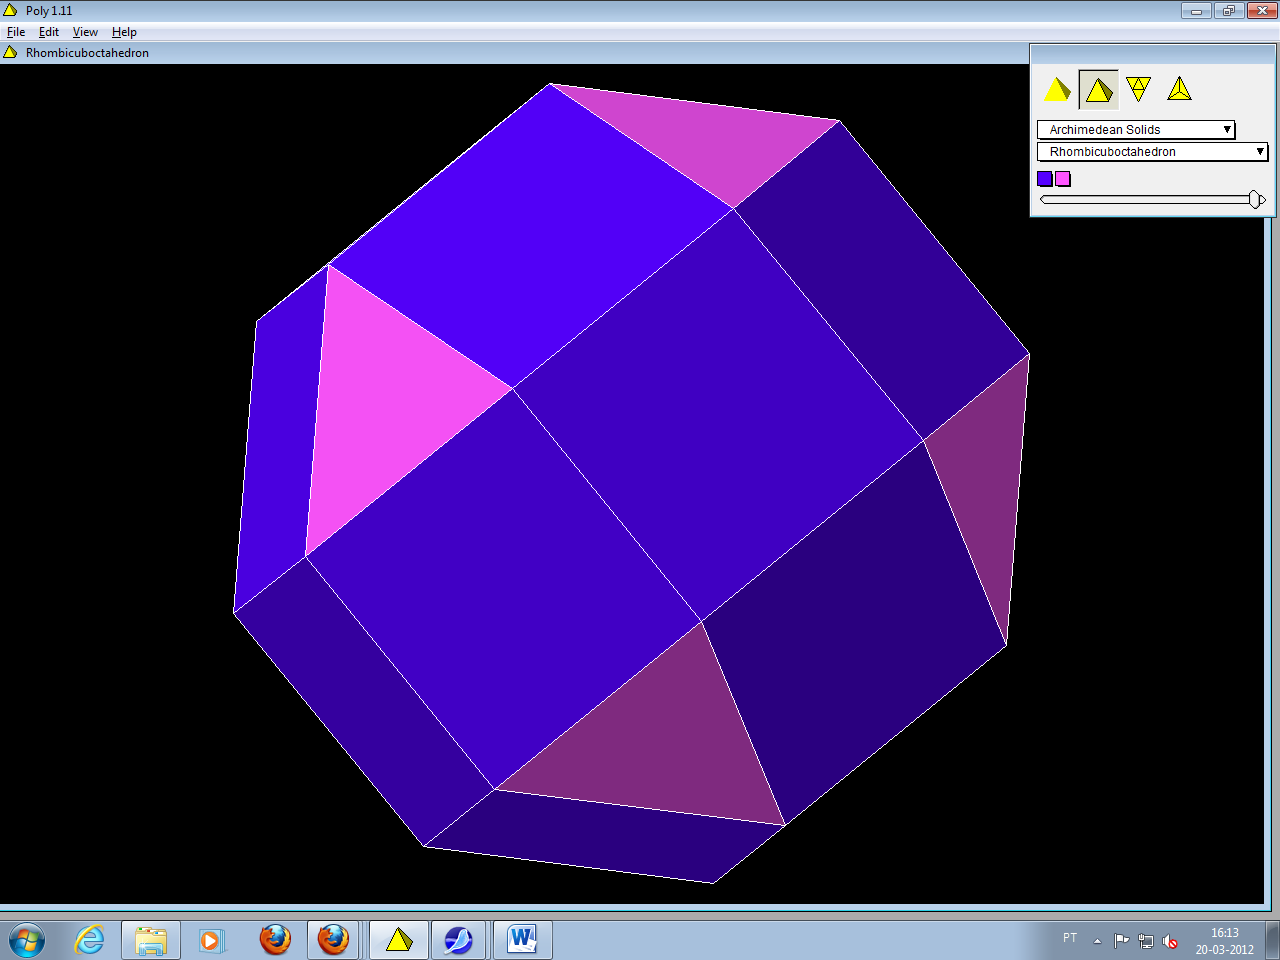 Poly 1.11
File Edit View Help
Rhombicuboctahedron
Archimedean Solids
Rhombicuboctahedron
PT
16:13
20-03-2012